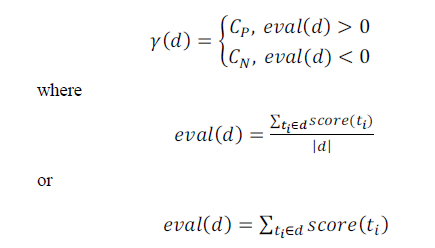 γ(d) = { C_P, eval(d) > 0
C_N, eval(d) < 0
where
eval(d) = ∑_{t_i∈d} score(t_i) / |d|
or
eval(d) = ∑_{t_i∈d} score(t_i)